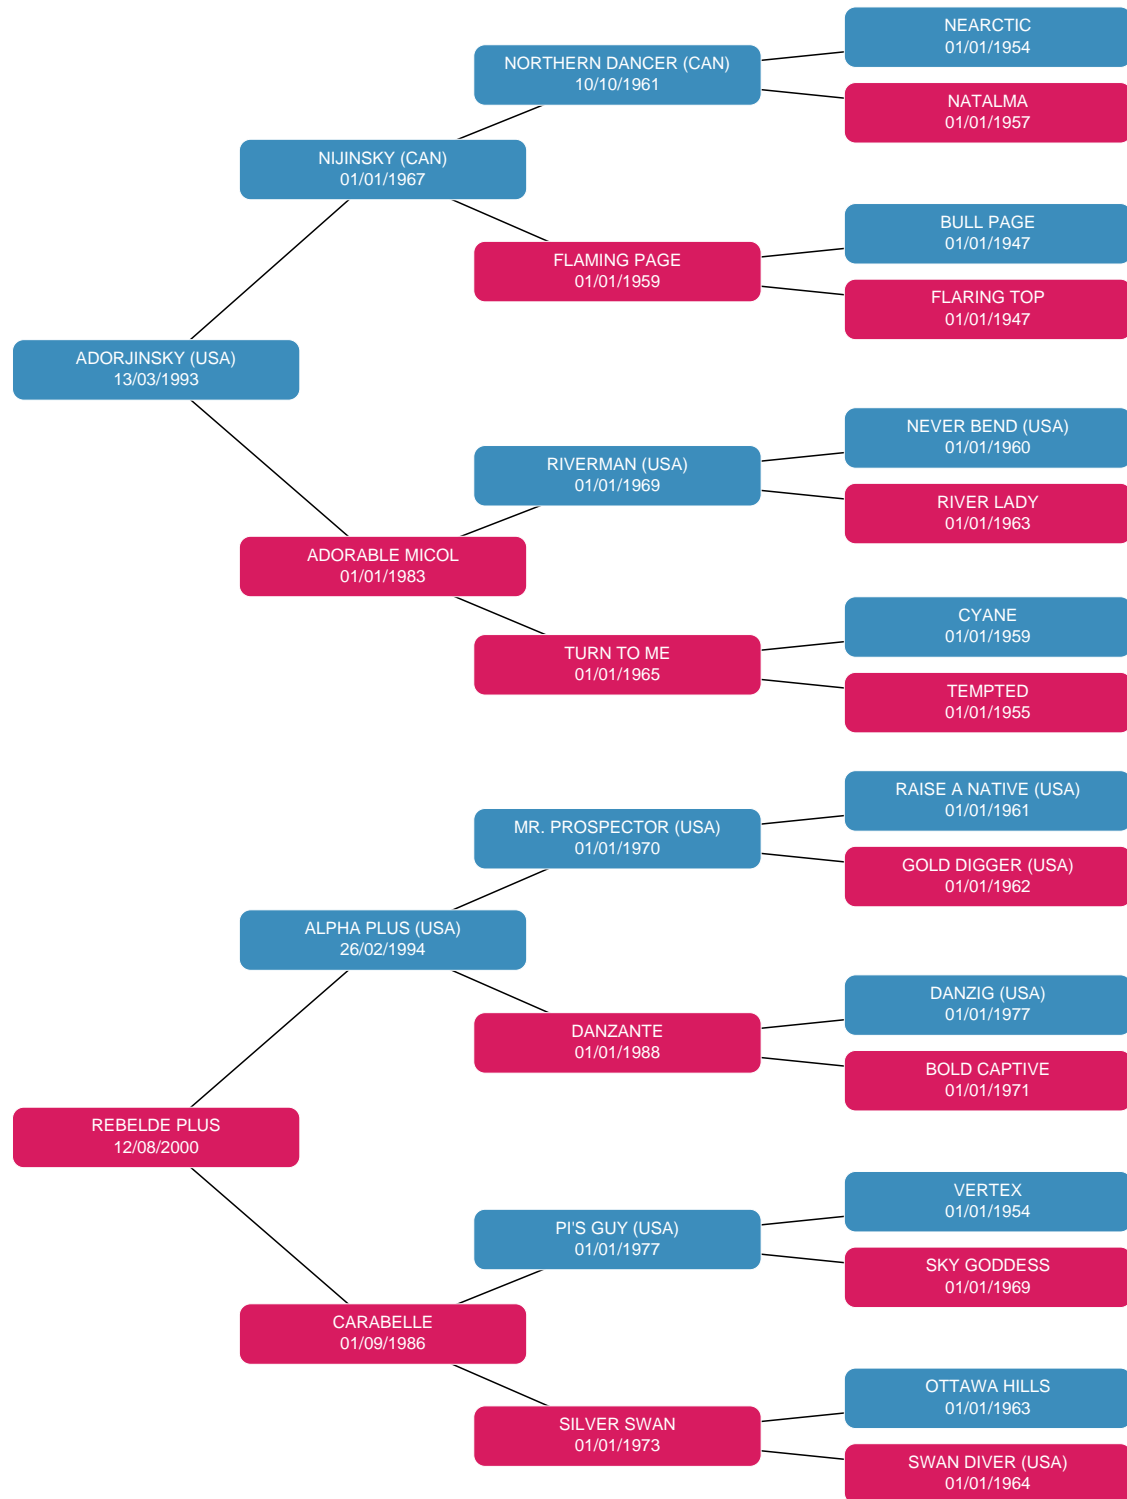 NEARCTIC
01/01/1954
NORTHERN DANCER (CAN)
10/10/1961
NATALMA
01/01/1957
NIJINSKY (CAN)
01/01/1967
BULL PAGE
01/01/1947
FLAMING PAGE
01/01/1959
FLARING TOP
01/01/1947
ADORJINSKY (USA)
13/03/1993
NEVER BEND (USA)
01/01/1960
RIVERMAN (USA)
01/01/1969
RIVER LADY
01/01/1963
ADORABLE MICOL
01/01/1983
CYANE
01/01/1959
TURN TO ME
01/01/1965
TEMPTED
01/01/1955
RAISE A NATIVE (USA)
01/01/1961
MR. PROSPECTOR (USA)
01/01/1970
GOLD DIGGER (USA)
01/01/1962
ALPHA PLUS (USA)
26/02/1994
DANZIG (USA)
01/01/1977
DANZANTE
01/01/1988
BOLD CAPTIVE
01/01/1971
REBELDE PLUS
12/08/2000
VERTEX
01/01/1954
PI'S GUY (USA)
01/01/1977
SKY GODDESS
01/01/1969
CARABELLE
01/09/1986
OTTAWA HILLS
01/01/1963
SILVER SWAN
01/01/1973
SWAN DIVER (USA)
01/01/1964